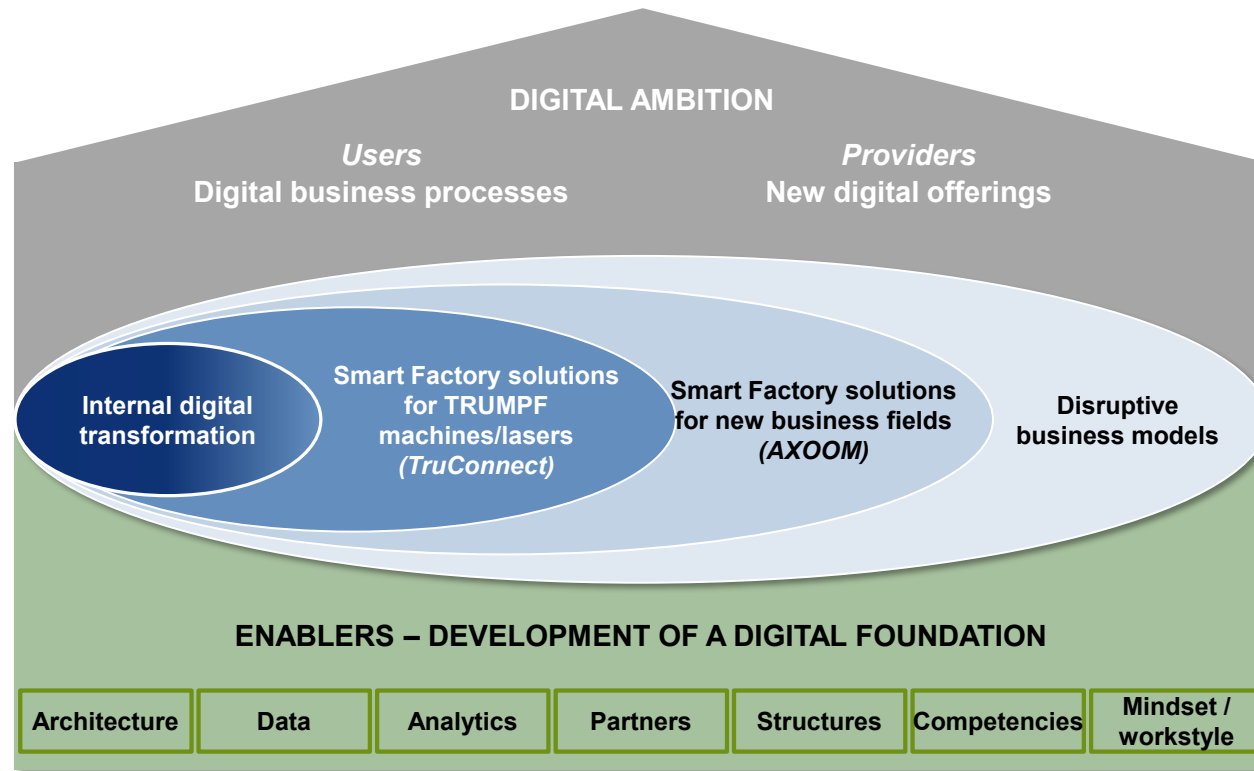 DIGITAL AMBITION
Users
Digital business processes
Providers
New digital offerings
Internal digital
transformation
Smart Factory solutions
for TRUMPF
machines/lasers
(TruConnect)
Smart Factory solutions
for new business fields
(AXOOM)
Disruptive
business models
ENABLERS – DEVELOPMENT OF A DIGITAL FOUNDATION
Architecture
Data
Analytics
Partners
Structures
Competencies
Mindset /
workstyle